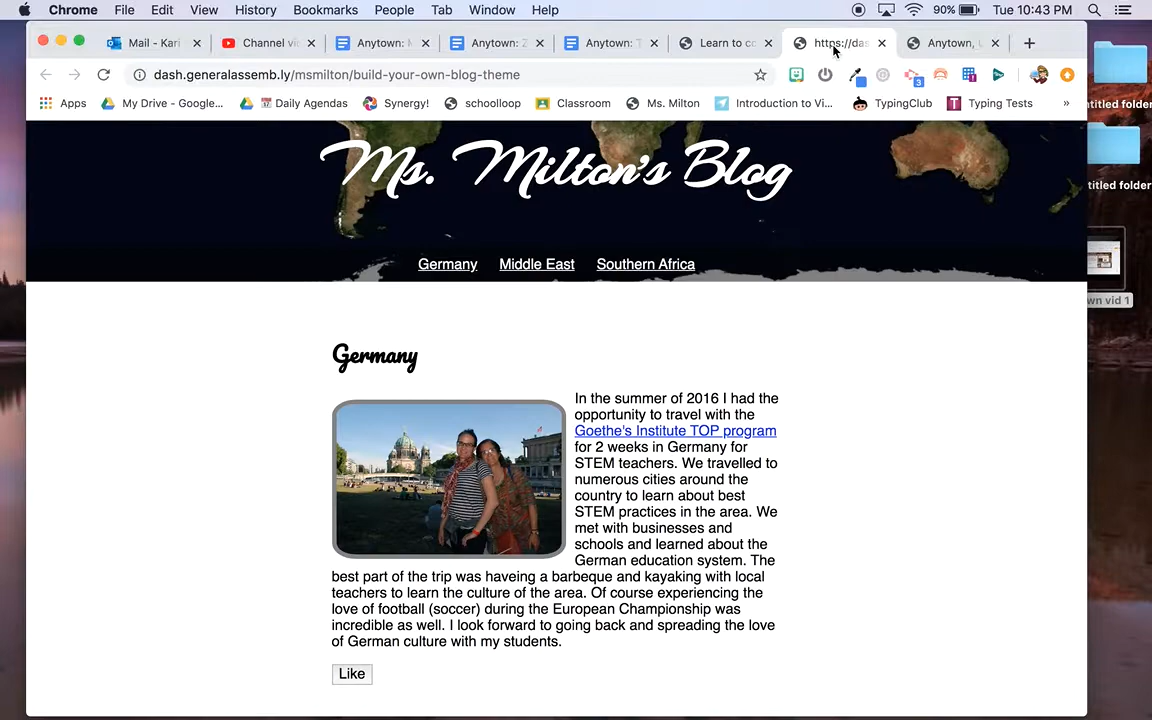 Chrome File Edit View History Bookmarks People Tab Window Help 90% Tue 10:43 PM
Mail - Kari Channel vi Anytown: Anytown: Anytown: Learn to co https://das Anytown,
dash.generalassemb.ly/msmilton/build-your-own-blog-theme
Apps My Drive - Google... Daily Agendas Synergy! schoolloop Classroom Ms. Milton Introduction to Vi... TypingClub Typing Tests »
ntitled folder
ntitled folder
wn vid 1
Ms. Milton's Blog
Germany Middle East Southern Africa
Germany
In the summer of 2016 I had the
opportunity to travel with the
Goethe's Institute TOP program
for 2 weeks in Germany for
STEM teachers. We travelled to
numerous cities around the
country to learn about best
STEM practices in the area. We
met with businesses and
schools and learned about the
German education system. The
best part of the trip was haveing a barbeque and kayaking with local
teachers to learn the culture of the area. Of course experiencing the
love of football (soccer) during the European Championship was
incredible as well. I look forward to going back and spreading the love
of German culture with my students.
Like